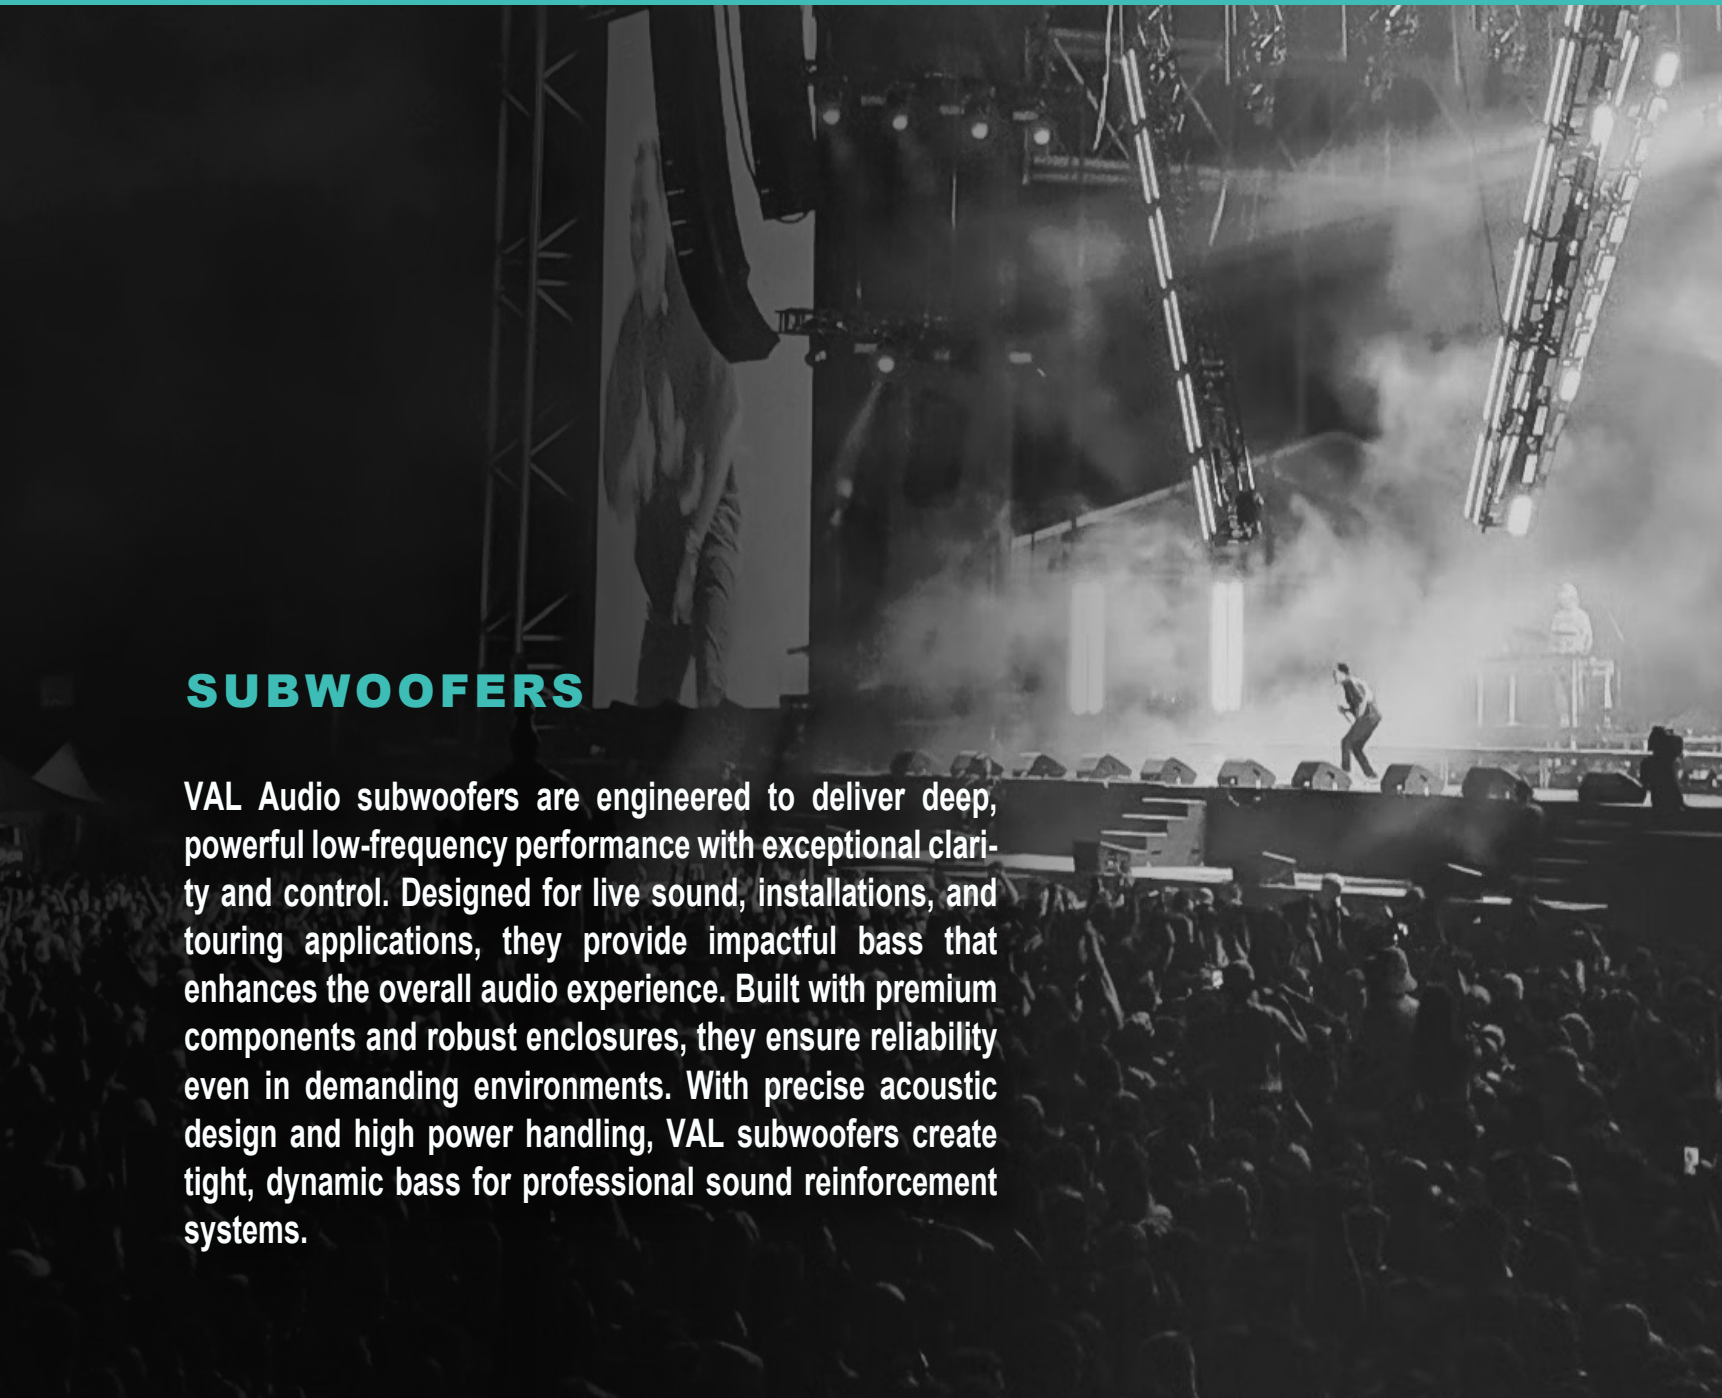 SUBWOOFERS
VAL Audio subwoofers are engineered to deliver deep,
powerful low-frequency performance with exceptional clari-
ty and control. Designed for live sound, installations, and
touring applications, they provide impactful bass that
enhances the overall audio experience. Built with premium
components and robust enclosures, they ensure reliability
even in demanding environments. With precise acoustic
design and high power handling, VAL subwoofers create
tight, dynamic bass for professional sound reinforcement
systems.